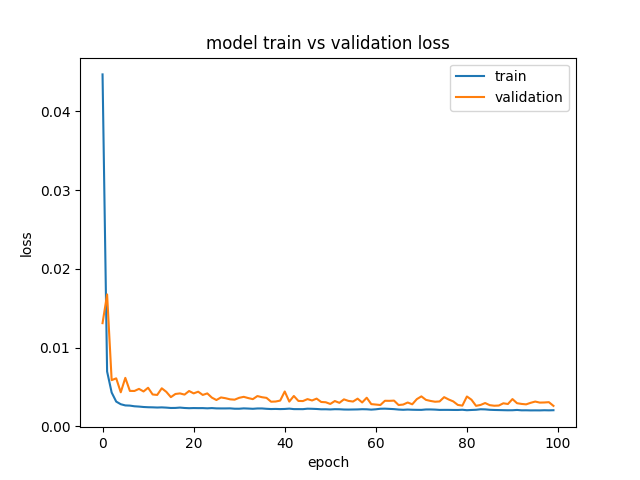 model train vs validation loss
train
validation
0.04
0.03
0.02
0.01
0.00
loss
0 20 40 60 80 100
epoch